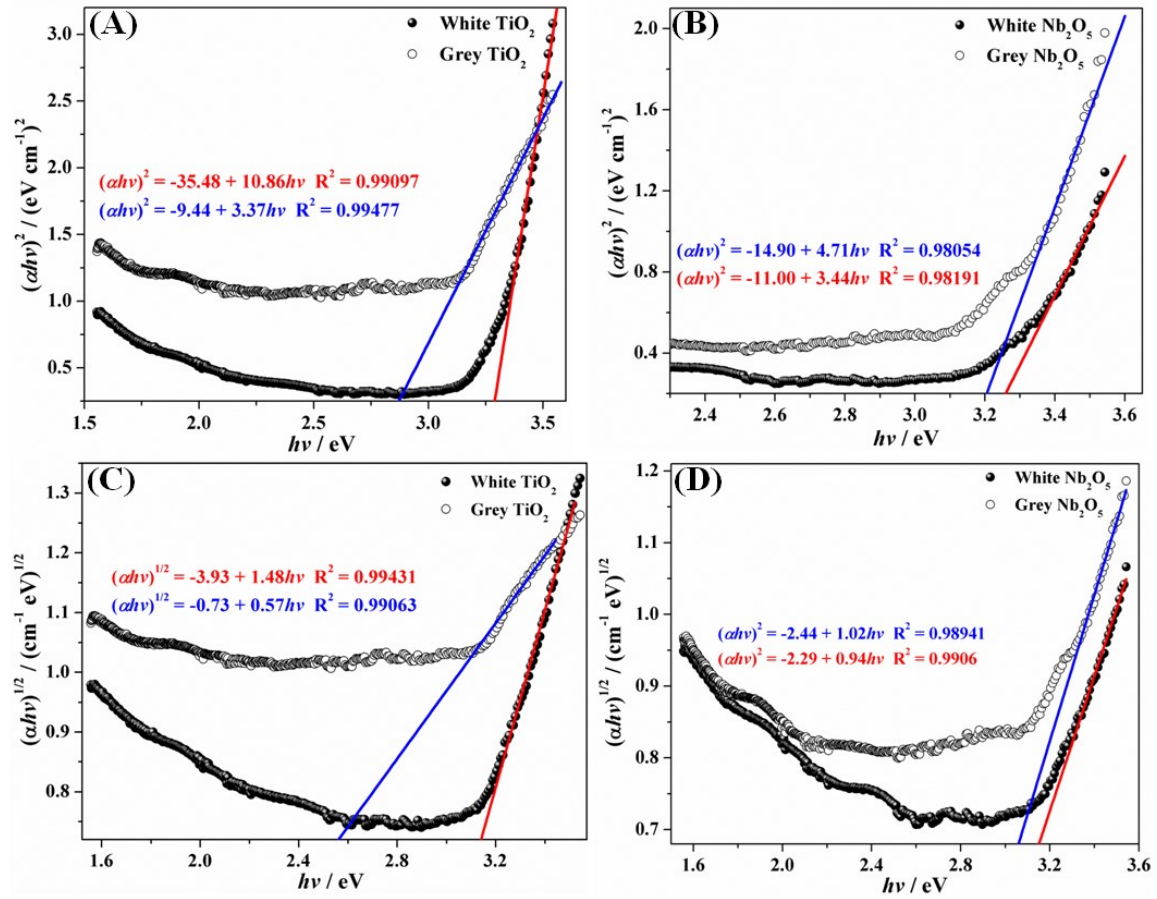 (A)
White TiO₂
Grey TiO₂
(αhν)² = -35.48 + 10.86hν R² = 0.99097
(αhν)² = -9.44 + 3.37hν R² = 0.99477
(αhν)² / (eV cm⁻¹)²
3.0
2.5
2.0
1.5
1.0
0.5
1.5 2.0 2.5 3.0 3.5
hν / eV
(B)
White Nb₂O₅
Grey Nb₂O₅
(αhν)² = -14.90 + 4.71hν R² = 0.98054
(αhν)² = -11.00 + 3.44hν R² = 0.98191
(αhν)² / (eV cm⁻¹)²
2.0
1.6
1.2
0.8
0.4
2.4 2.6 2.8 3.0 3.2 3.4 3.6
hν / eV
(C)
White TiO₂
Grey TiO₂
(αhν)¹/² = -3.93 + 1.48hν R² = 0.99431
(αhν)¹/² = -0.73 + 0.57hν R² = 0.99063
(αhν)¹/² / (cm⁻¹ eV)¹/²
1.3
1.2
1.1
1.0
0.9
0.8
1.6 2.0 2.4 2.8 3.2
hν / eV
(D)
White Nb₂O₅
Grey Nb₂O₅
(αhν)¹/² = -2.44 + 1.02hν R² = 0.98941
(αhν)¹/² = -2.29 + 0.94hν R² = 0.9906
(αhν)¹/² / (cm⁻¹ eV)¹/²
1.2
1.1
1.0
0.9
0.8
0.7
1.6 2.0 2.4 2.8 3.2 3.6
hν / eV